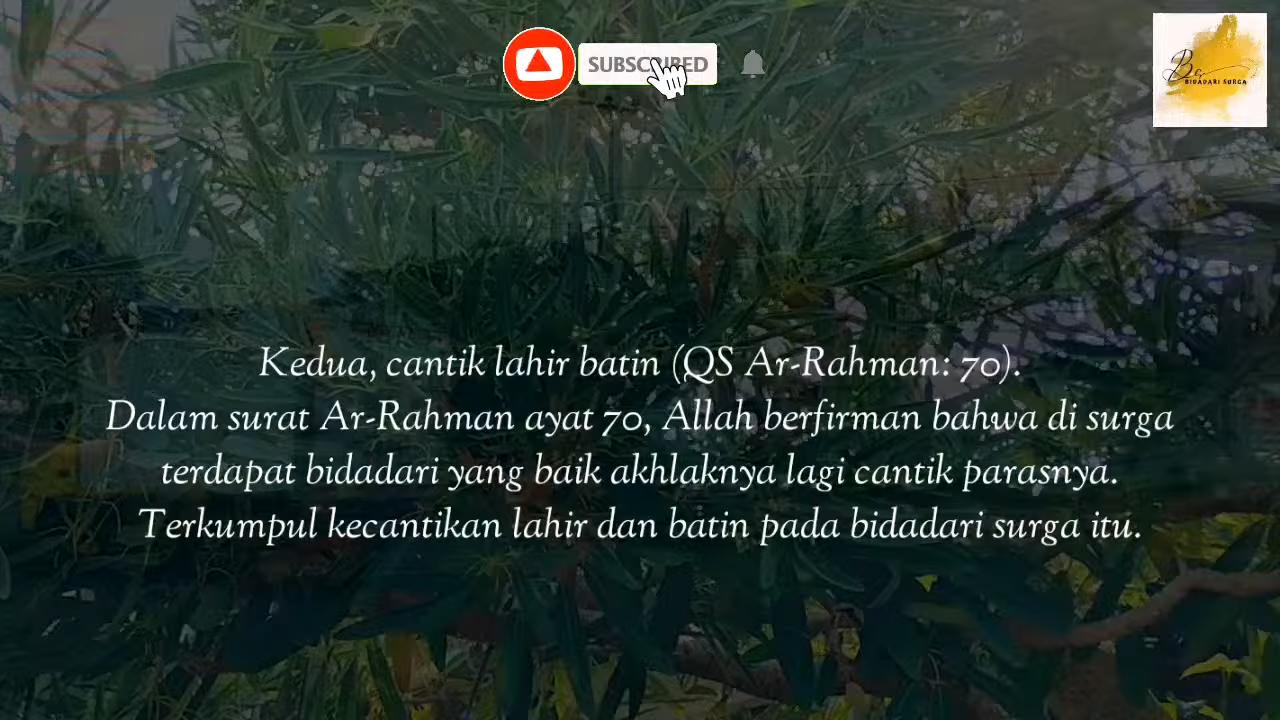 SUBSCRIBED
Be
BIDADARI SURGA
Kedua, cantik lahir batin (QS Ar-Rahman: 70).
Dalam surat Ar-Rahman ayat 70, Allah berfirman bahwa di surga
terdapat bidadari yang baik akhlaknya lagi cantik parasnya.
Terkumpul kecantikan lahir dan batin pada bidadari surga itu.